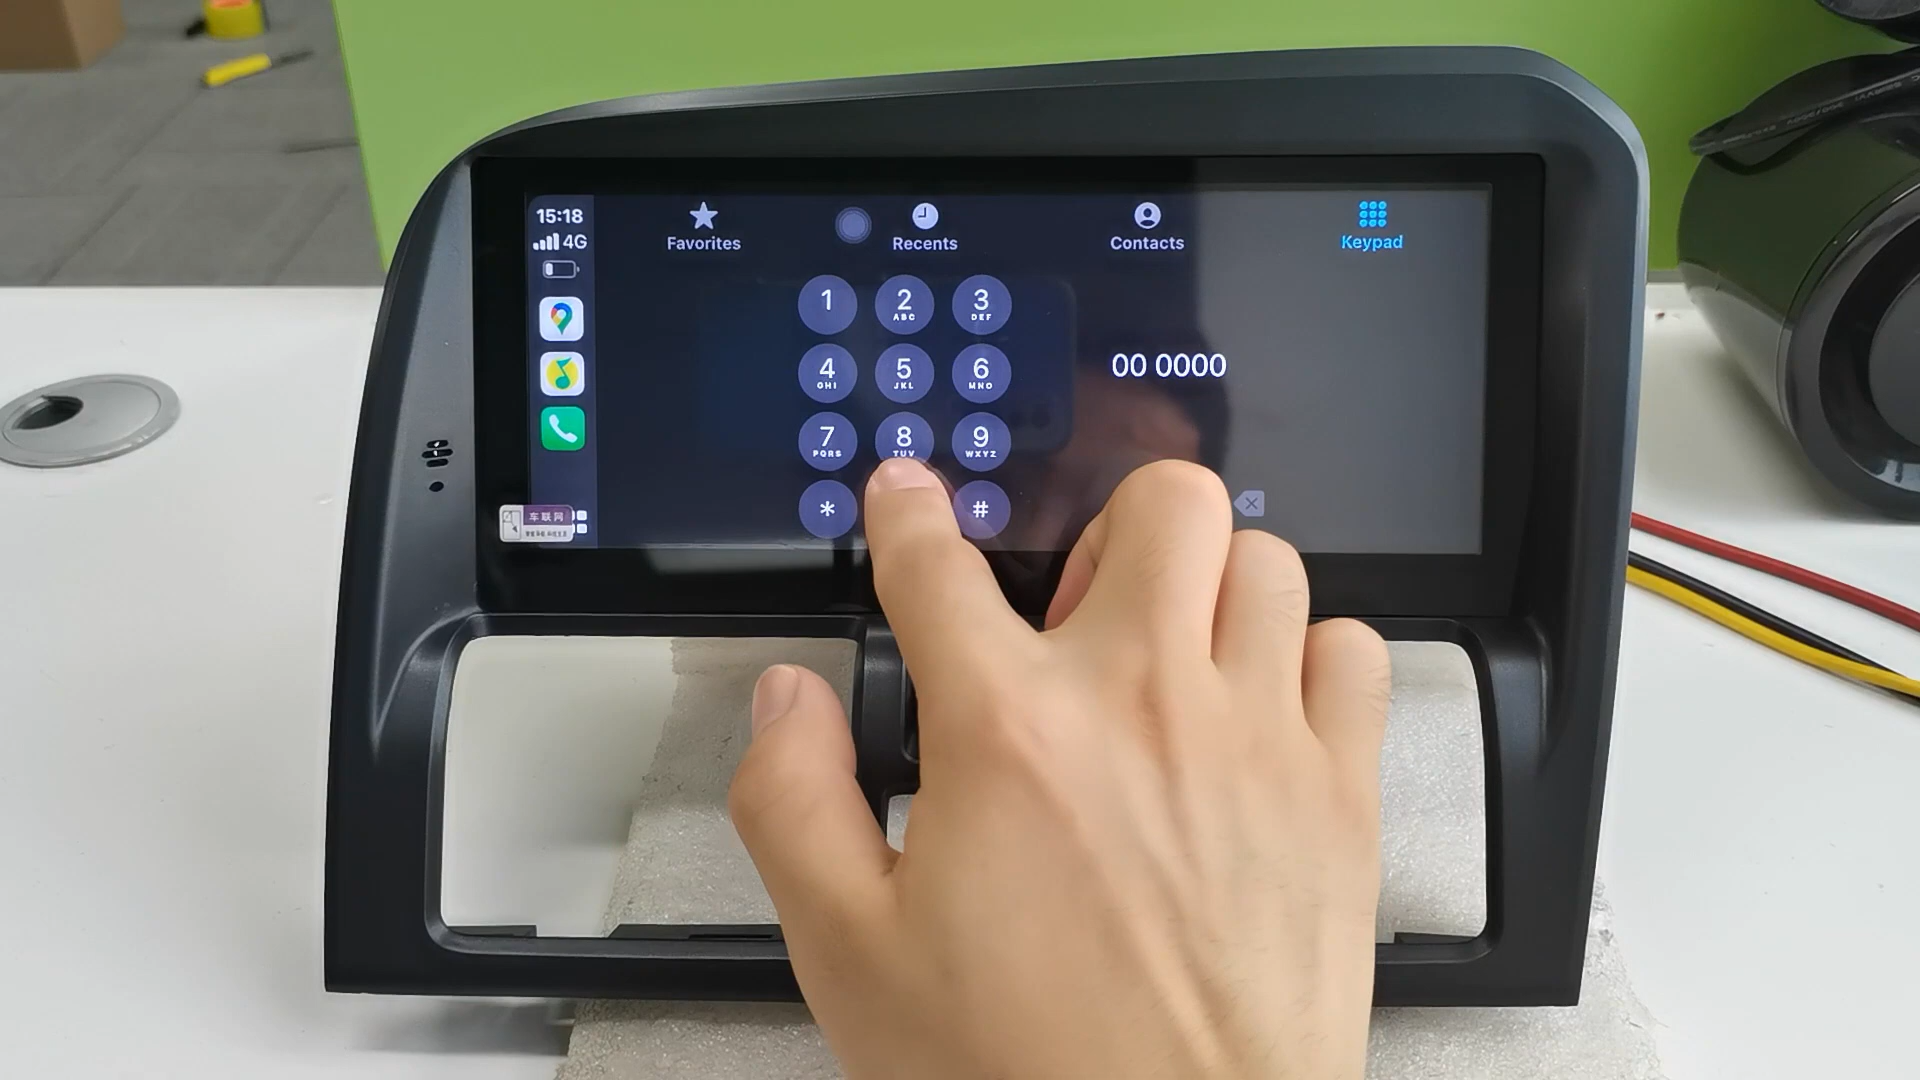 15:18
4G
Favorites
Recents
Contacts
Keypad
1
2
ABC
3
DEF
4
GHI
5
JKL
6
MNO
7
PQRS
8
TUV
9
WXYZ
*
#
00 0000
车联网